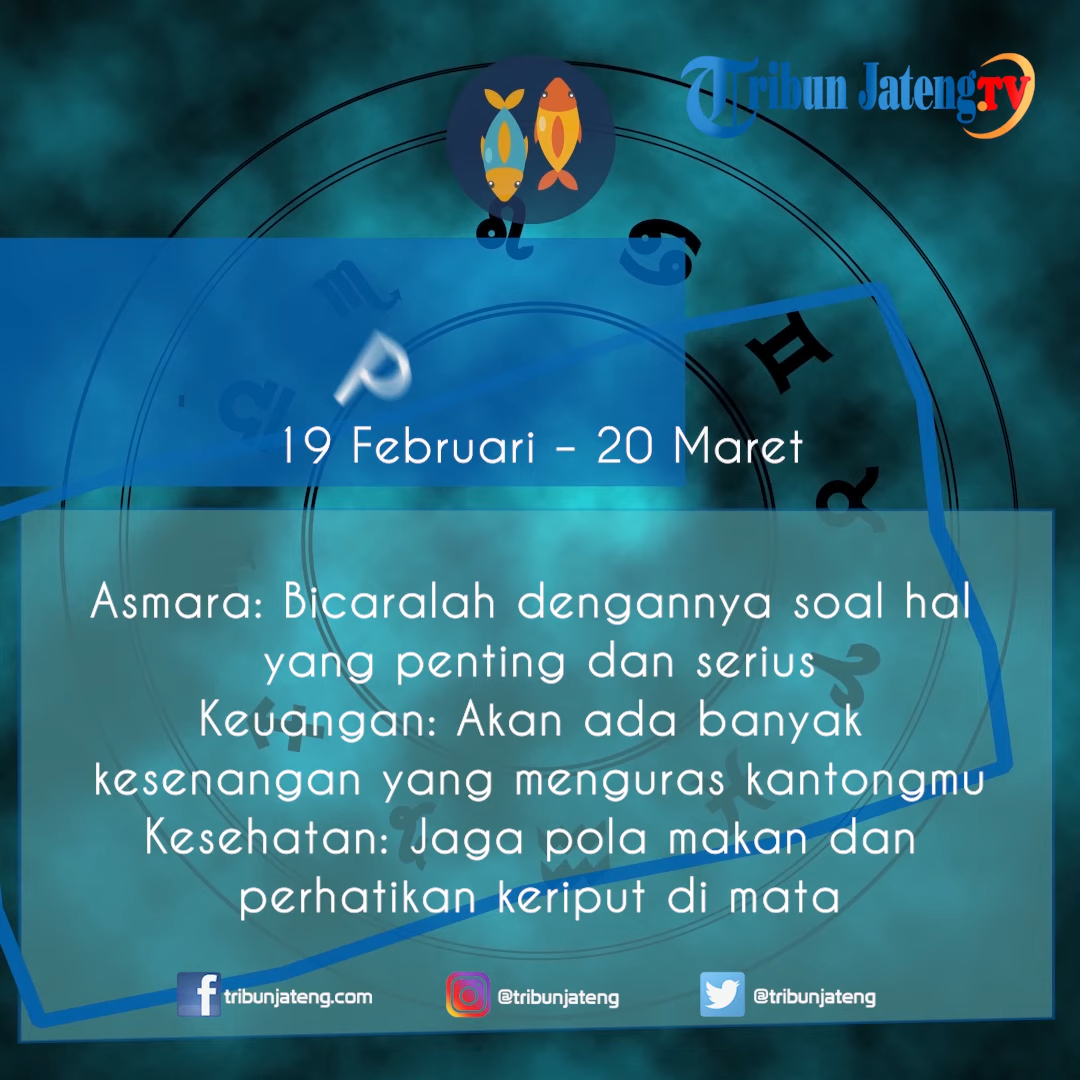 Tribun Jateng.TV
P
19 Februari – 20 Maret
Asmara: Bicaralah dengannya soal hal
yang penting dan serius
Keuangan: Akan ada banyak
kesenangan yang menguras kantongmu
Kesehatan: Jaga pola makan dan
perhatikan keriput di mata
tribunjateng.com @tribunjateng @tribunjateng